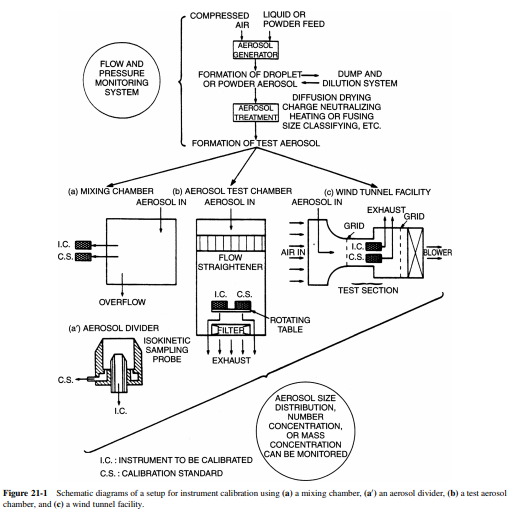 COMPRESSED AIR
LIQUID OR POWDER FEED
AEROSOL GENERATOR
FLOW AND
PRESSURE
MONITORING
SYSTEM
FORMATION OF DROPLET
OR POWDER AEROSOL
DUMP AND
DILUTION SYSTEM
AEROSOL
TREATMENT
DIFFUSION DRYING
CHARGE NEUTRALIZING
HEATING OR FUSING
SIZE CLASSIFYING, ETC.
FORMATION OF TEST AEROSOL
(a) MIXING CHAMBER
AEROSOL IN
I.C.
C.S.
OVERFLOW
(b) AEROSOL TEST CHAMBER
AEROSOL IN
FLOW
STRAIGHTENER
I.C. C.S.
ROTATING
TABLE
FILTER
EXHAUST
(c) WIND TUNNEL FACILITY
AEROSOL IN
EXHAUST
GRID
GRID
AIR IN
I.C.
C.S.
BLOWER
TEST SECTION
(a') AEROSOL DIVIDER
ISOKINETIC
SAMPLING
PROBE
C.S.
I.C.
AEROSOL SIZE
DISTRIBUTION,
NUMBER
CONCENTRATION,
OR MASS
CONCENTRATION
CAN BE MONITORED
I.C. : INSTRUMENT TO BE CALIBRATED
C.S. : CALIBRATION STANDARD
Figure 21-1 Schematic diagrams of a setup for instrument calibration using (a) a mixing chamber, (a') an aerosol divider, (b) a test aerosol
chamber, and (c) a wind tunnel facility.